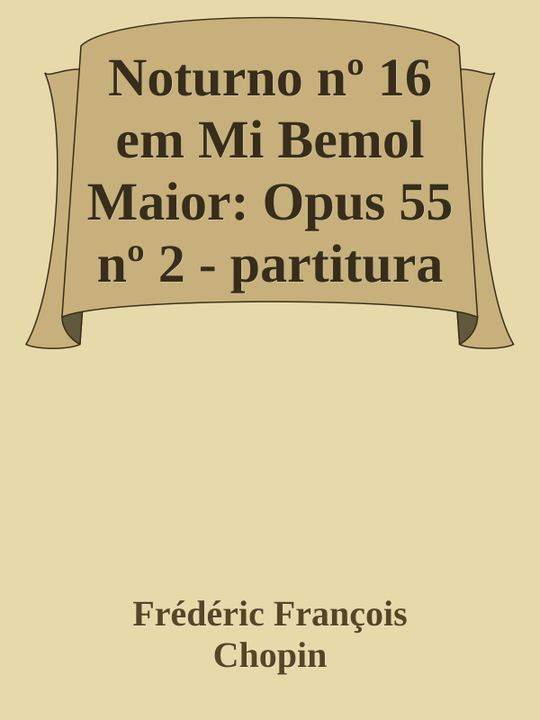 Noturno nº 16
em Mi Bemol
Maior: Opus 55
nº 2 - partitura
Frédéric François
Chopin